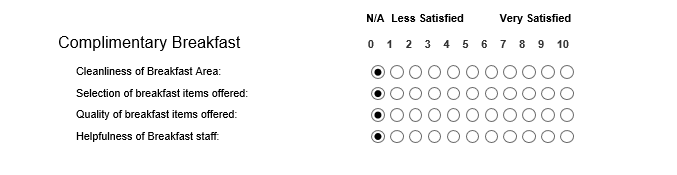 N/A Less Satisfied Very Satisfied
Complimentary Breakfast 0 1 2 3 4 5 6 7 8 9 10
Cleanliness of Breakfast Area:
Selection of breakfast items offered:
Quality of breakfast items offered:
Helpfulness of Breakfast staff: